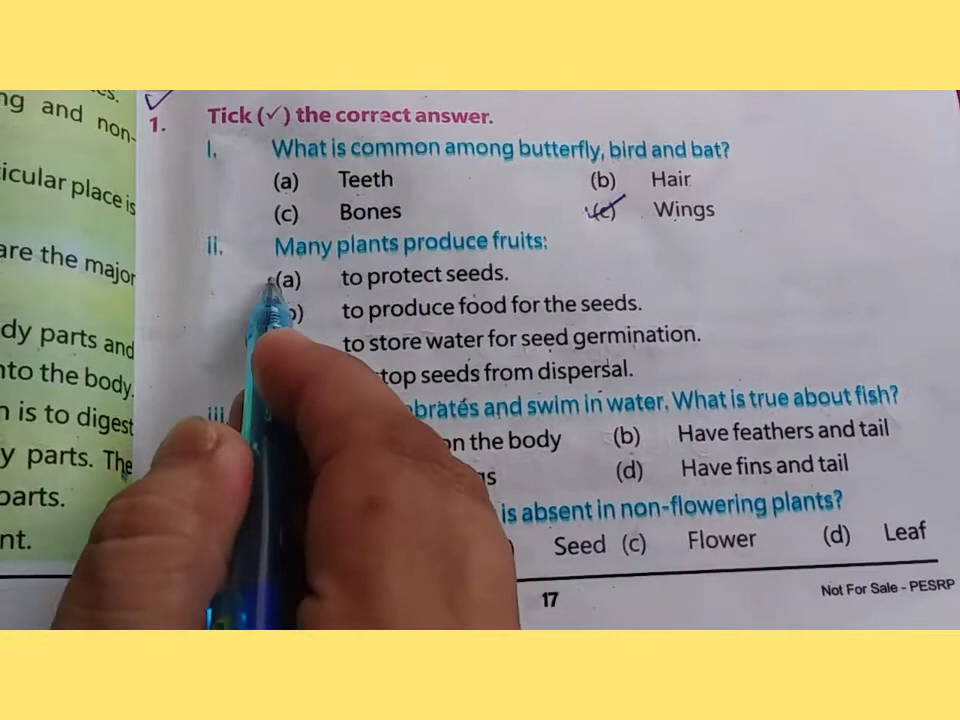 ng and non-
ticular place is
are the major
dy parts and
nto the body.
n is to digest
y parts. The
parts.
nt.
1. Tick (✓) the correct answer.
I. What is common among butterfly, bird and bat?
(a) Teeth (b) Hair
(c) Bones Wings
ii. Many plants produce fruits:
(a) to protect seeds.
b) to produce food for the seeds.
to store water for seed germination.
top seeds from dispersal.
iii brates and swim in water. What is true about fish?
on the body (b) Have feathers and tail
gs (d) Have fins and tail
is absent in non-flowering plants?
) Seed (c) Flower (d) Leaf
17
Not For Sale - PESRP